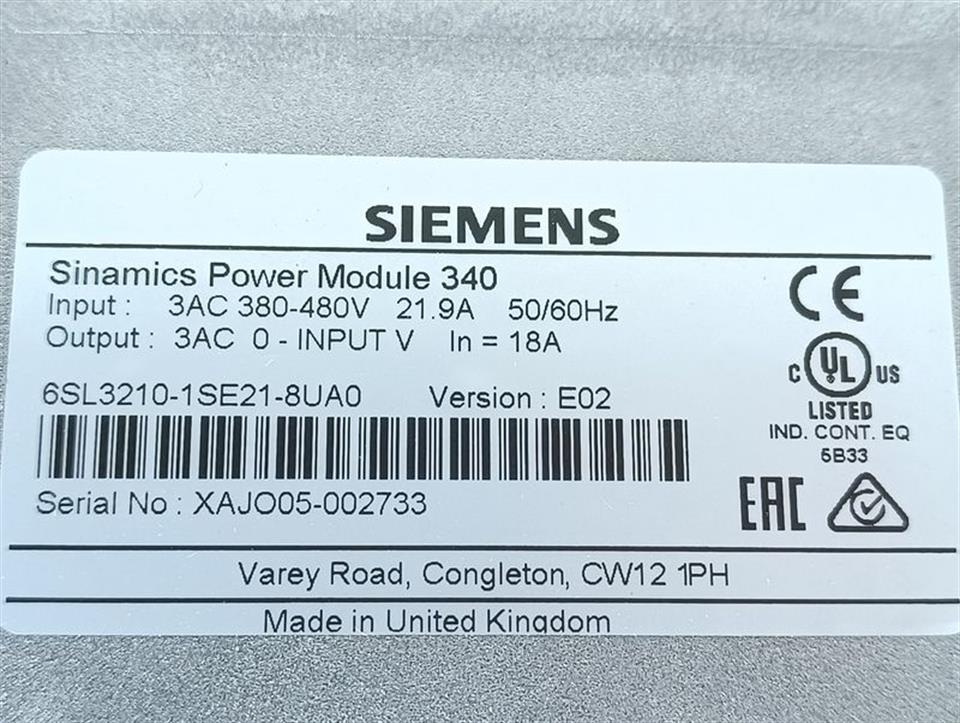 SIEMENS
Sinamics Power Module 340
Input : 3AC 380-480V 21.9A 50/60Hz
Output : 3AC 0 - INPUT V In = 18A
6SL3210-1SE21-8UA0 Version : E02
Serial No : XAJO05-002733
CE
C UL US
LISTED
IND. CONT. EQ
5B33
EAC
Varey Road, Congleton, CW12 1PH
Made in United Kingdom